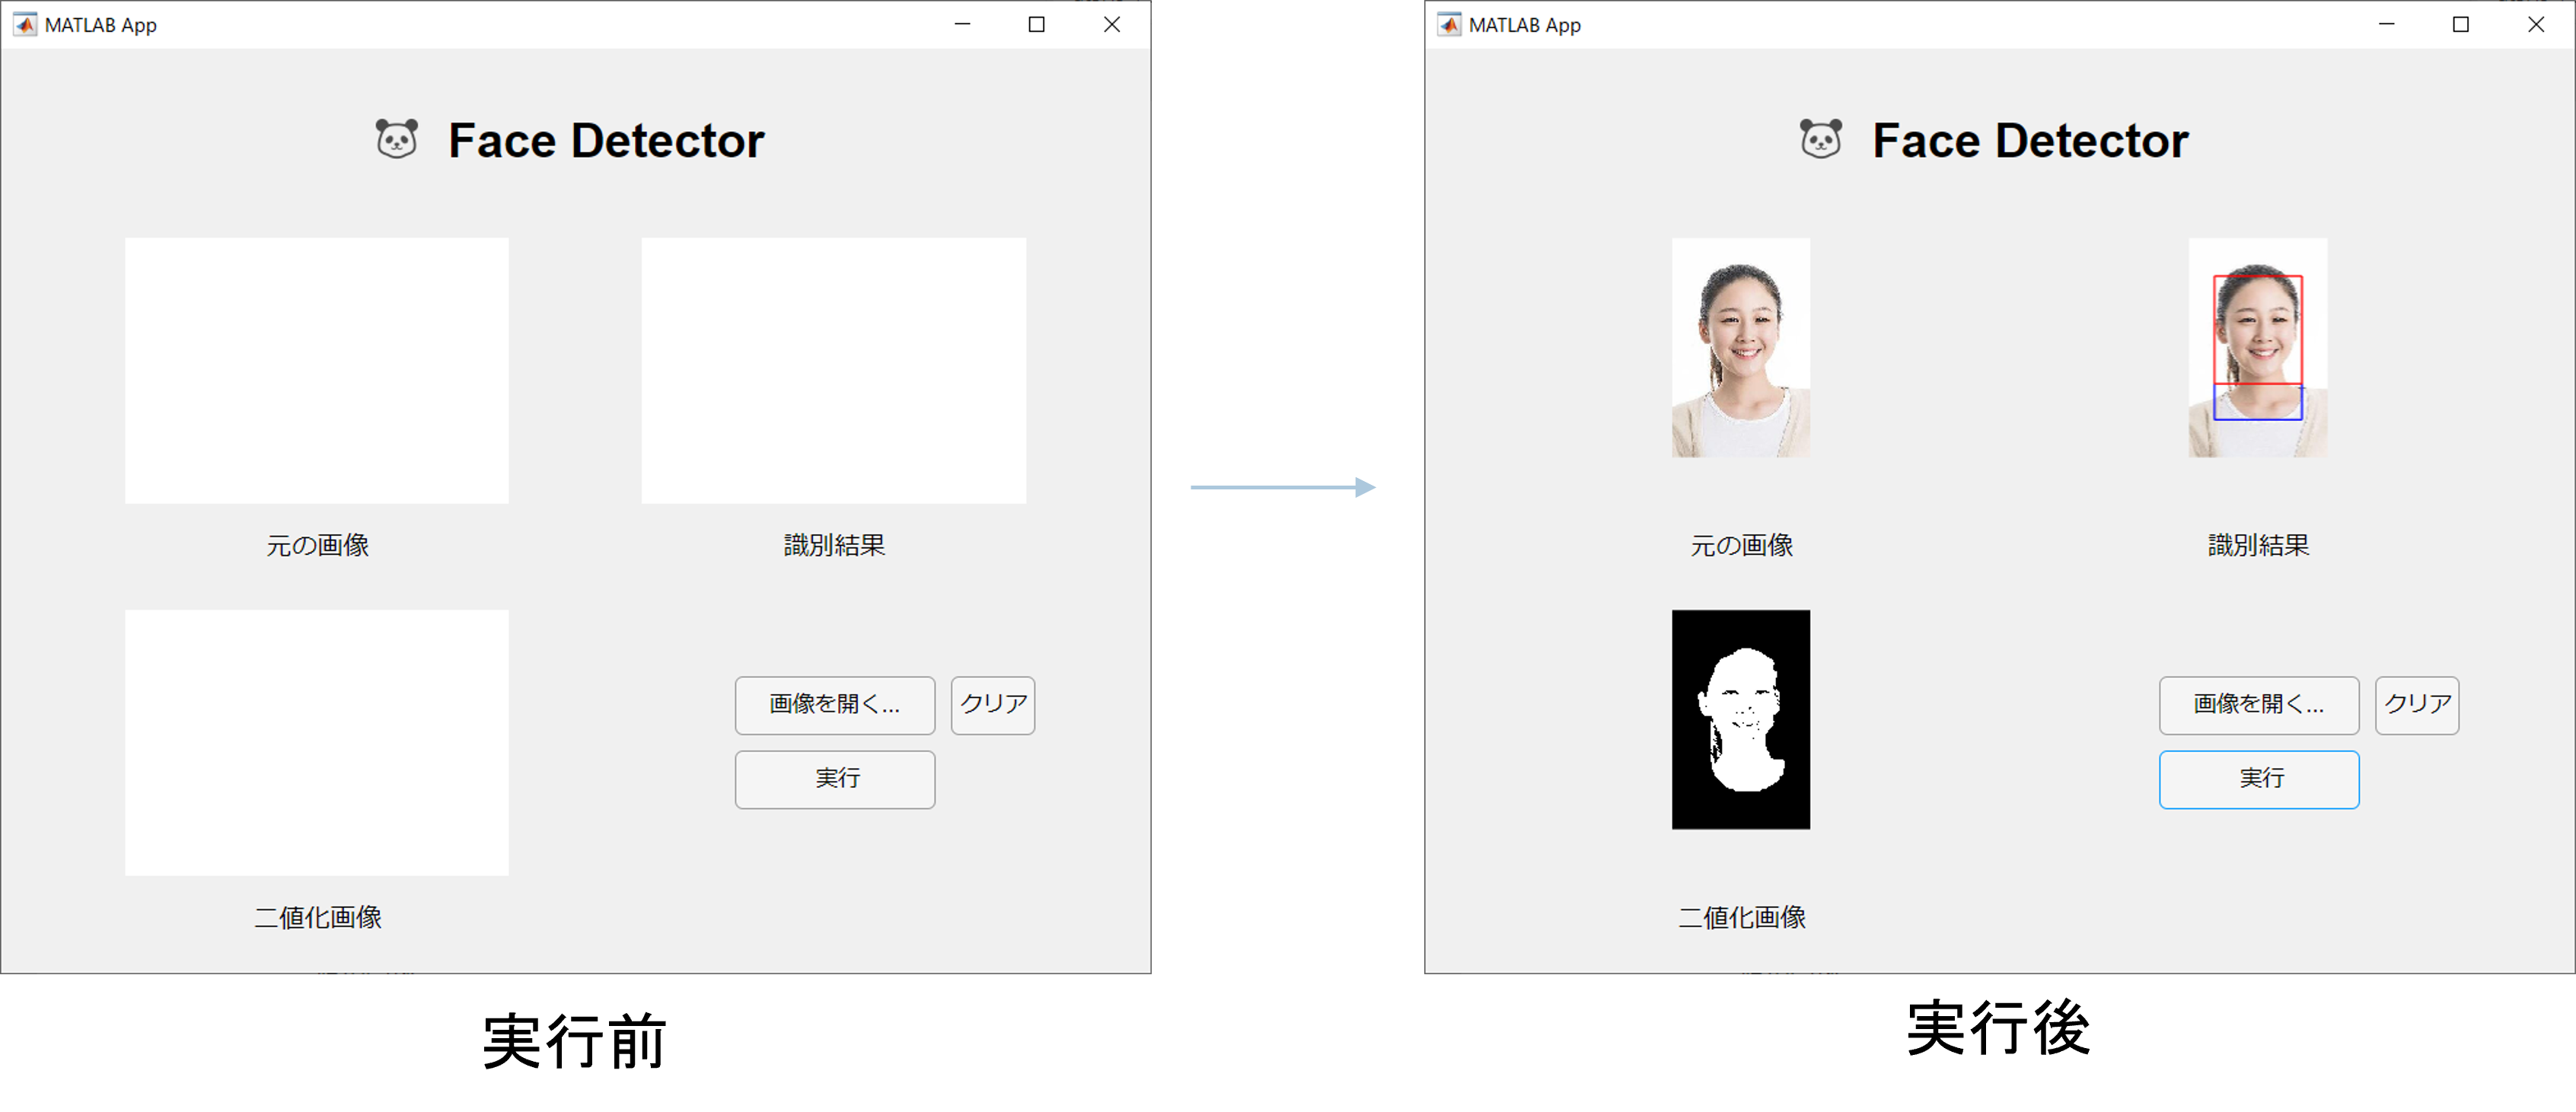 MATLAB App
Face Detector
元の画像
識別結果
画像を開く...
クリア
実行
二値化画像
実行前
MATLAB App
Face Detector
元の画像
識別結果
画像を開く...
クリア
実行
二値化画像
実行後